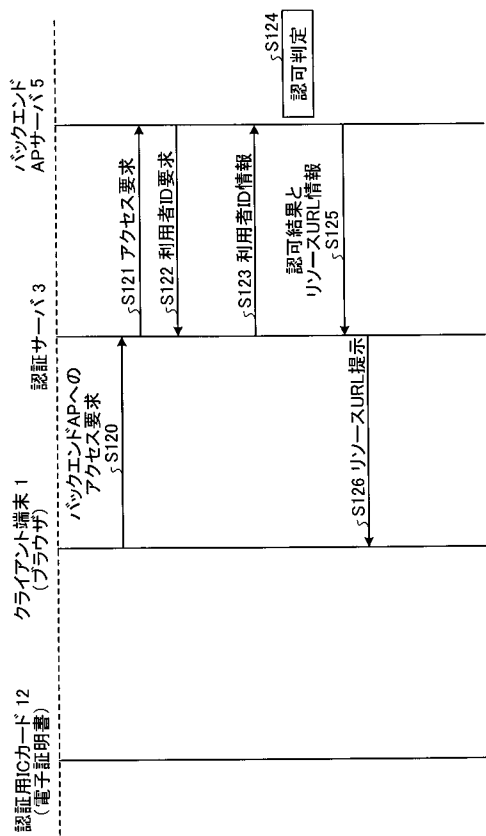 認証用ICカード 12
(電子証明書)
クライアント端末 1
(ブラウザ)
認証サーバ 3
バックエンド
APサーバ 5
バックエンドAPへの
アクセス要求
S120
S121 アクセス要求
S122 利用者ID要求
S123 利用者ID情報
S124
認可判定
認可結果と
リソースURL情報
S125
S126 リソースURL提示